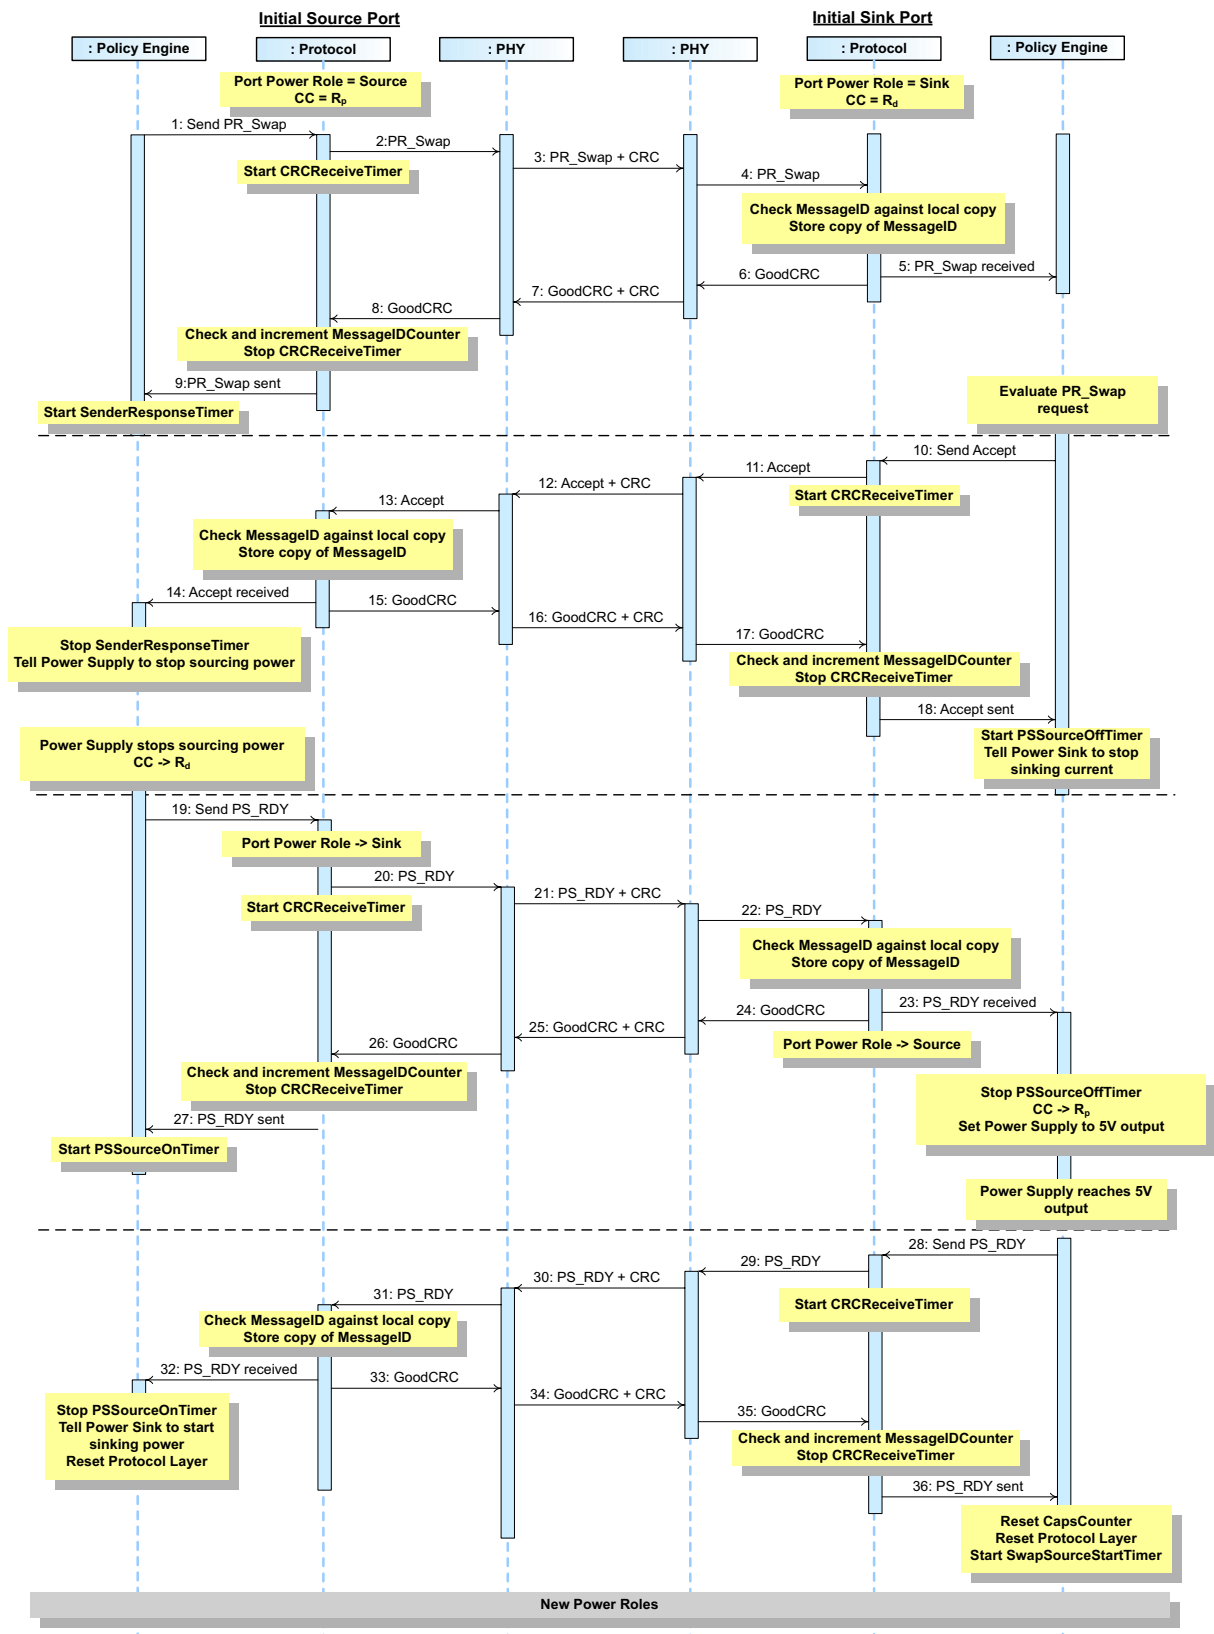 Initial Source Port
Initial Sink Port
: Policy Engine
: Protocol
: PHY
: PHY
: Protocol
: Policy Engine
Port Power Role = Source
CC = Rp
Port Power Role = Sink
CC = Rd
1: Send PR_Swap
2:PR_Swap
Start CRCReceiveTimer
3: PR_Swap + CRC
4: PR_Swap
Check MessageID against local copy
Store copy of MessageID
5: PR_Swap received
6: GoodCRC
7: GoodCRC + CRC
8: GoodCRC
Check and increment MessageIDCounter
Stop CRCReceiveTimer
9:PR_Swap sent
Start SenderResponseTimer
Evaluate PR_Swap
request
10: Send Accept
11: Accept
Start CRCReceiveTimer
12: Accept + CRC
13: Accept
Check MessageID against local copy
Store copy of MessageID
14: Accept received
15: GoodCRC
16: GoodCRC + CRC
17: GoodCRC
Stop SenderResponseTimer
Tell Power Supply to stop sourcing power
Check and increment MessageIDCounter
Stop CRCReceiveTimer
18: Accept sent
Power Supply stops sourcing power
CC -> Rd
Start PSSourceOffTimer
Tell Power Sink to stop
sinking current
19: Send PS_RDY
Port Power Role -> Sink
20: PS_RDY
Start CRCReceiveTimer
21: PS_RDY + CRC
22: PS_RDY
Check MessageID against local copy
Store copy of MessageID
23: PS_RDY received
24: GoodCRC
25: GoodCRC + CRC
26: GoodCRC
Port Power Role -> Source
Check and increment MessageIDCounter
Stop CRCReceiveTimer
27: PS_RDY sent
Start PSSourceOnTimer
Stop PSSourceOffTimer
CC -> Rp
Set Power Supply to 5V output
Power Supply reaches 5V
output
28: Send PS_RDY
29: PS_RDY
30: PS_RDY + CRC
31: PS_RDY
Start CRCReceiveTimer
Check MessageID against local copy
Store copy of MessageID
32: PS_RDY received
33: GoodCRC
34: GoodCRC + CRC
35: GoodCRC
Stop PSSourceOnTimer
Tell Power Sink to start
sinking power
Reset Protocol Layer
Check and increment MessageIDCounter
Stop CRCReceiveTimer
36: PS_RDY sent
Reset CapsCounter
Reset Protocol Layer
Start SwapSourceStartTimer
New Power Roles